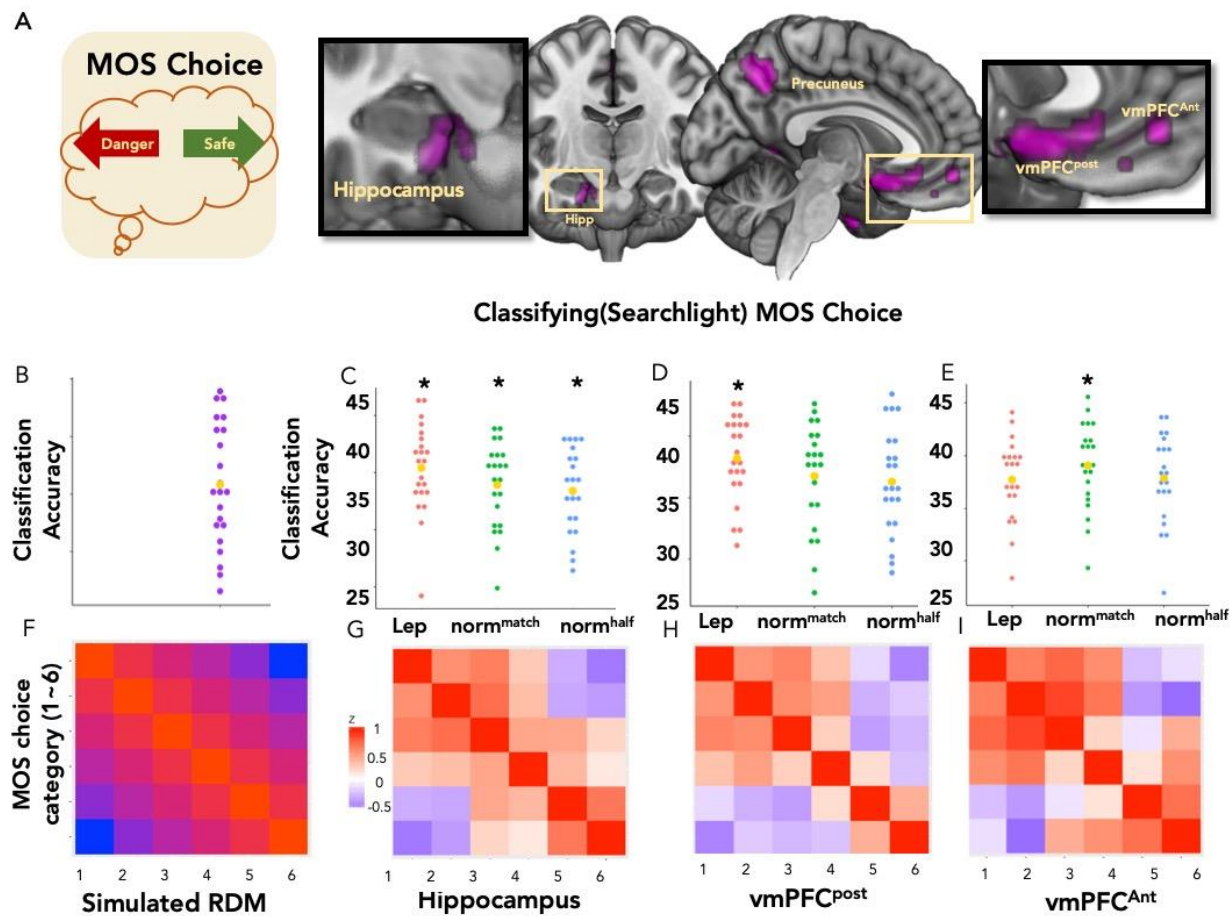 A
MOS Choice
Danger
Safe
Hippocampus
Hipp
Precuneus
vmPFC^Ant
vmPFC^post
Classifying(Searchlight) MOS Choice
B
Classification
Accuracy
C
Classification
Accuracy
45
40
35
30
25
*
*
*
Lep
norm^match
norm^half
D
45
40
35
30
25
*
Lep
norm^match
norm^half
E
45
40
35
30
25
*
Lep
norm^match
norm^half
F
MOS choice
category (1~6)
1 2 3 4 5 6
Simulated RDM
G
z
1
0.5
0
-0.5
1 2 3 4 5 6
Hippocampus
H
1 2 3 4 5 6
vmPFC^post
I
1 2 3 4 5 6
vmPFC^Ant